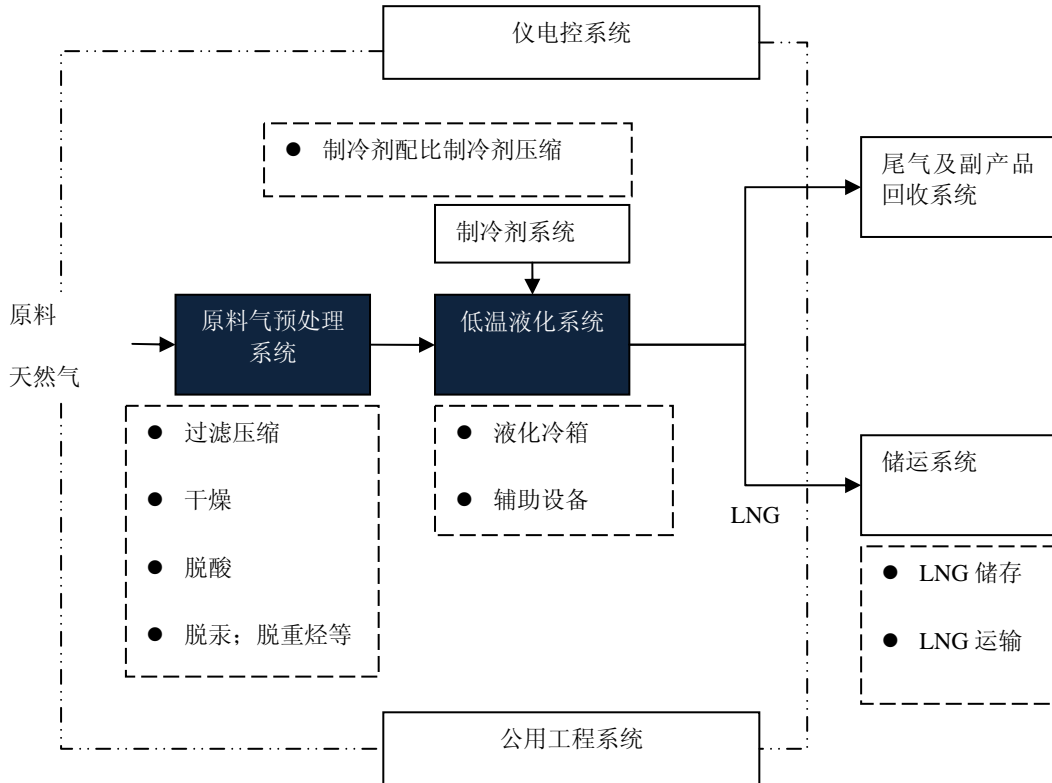 仪电控系统
● 制冷剂配比制冷剂压缩
尾气及副产品
回收系统
制冷剂系统
原料
天然气
原料气预处理
系统
低温液化系统
● 过滤压缩
● 干燥
● 脱酸
● 脱汞；脱重烃等
● 液化冷箱
● 辅助设备
LNG
储运系统
● LNG 储存
● LNG 运输
公用工程系统